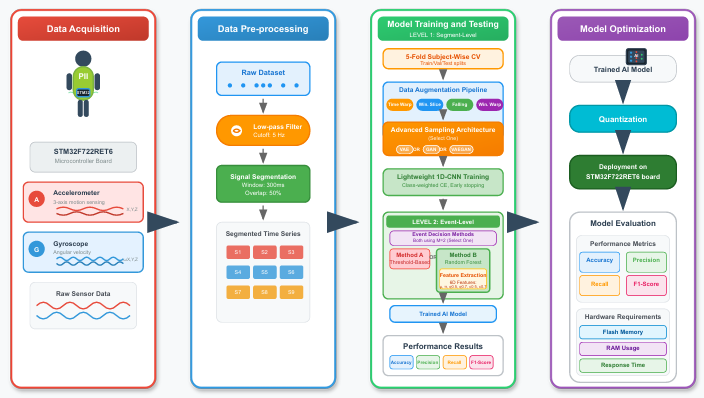 Data Acquisition
PII
STM32
STM32F722RET6
Microcontroller Board
A
Accelerometer
3-axis motion sensing
X,Y,Z
G
Gyroscope
Angular velocity
Raw Sensor Data
Data Pre-processing
Raw Dataset
Low-pass Filter
Cutoff: 5 Hz
Signal Segmentation
Window: 300ms
Overlap: 50%
Segmented Time Series
S1 S2 S3
S4 S5 S6
S7 S8 S9
Model Training and Testing
LEVEL 1: Segment-Level
5-Fold Subject-Wise CV
Train/Val/Test splits
Data Augmentation Pipeline
Time Warp Win. Slice Falling Win. Warp
Advanced Sampling Architecture
(Select One)
VAE OR GAN OR WGGAN
Lightweight 1D-CNN Training
Class-weighted CE, Early stopping
LEVEL 2: Event-Level
Event Decision Methods
Both using M=2 (Select One)
Method A
Threshold-Based
OR
Method B
Random Forest
Feature Extraction
6D Features:
Trained AI Model
Performance Results
Accuracy Precision Recall F1-Score
Model Optimization
Trained AI Model
Quantization
Deployment on
STM32F722RET6 board
Model Evaluation
Performance Metrics
Accuracy Precision
Recall F1-Score
Hardware Requirements
Flash Memory
RAM Usage
Response Time